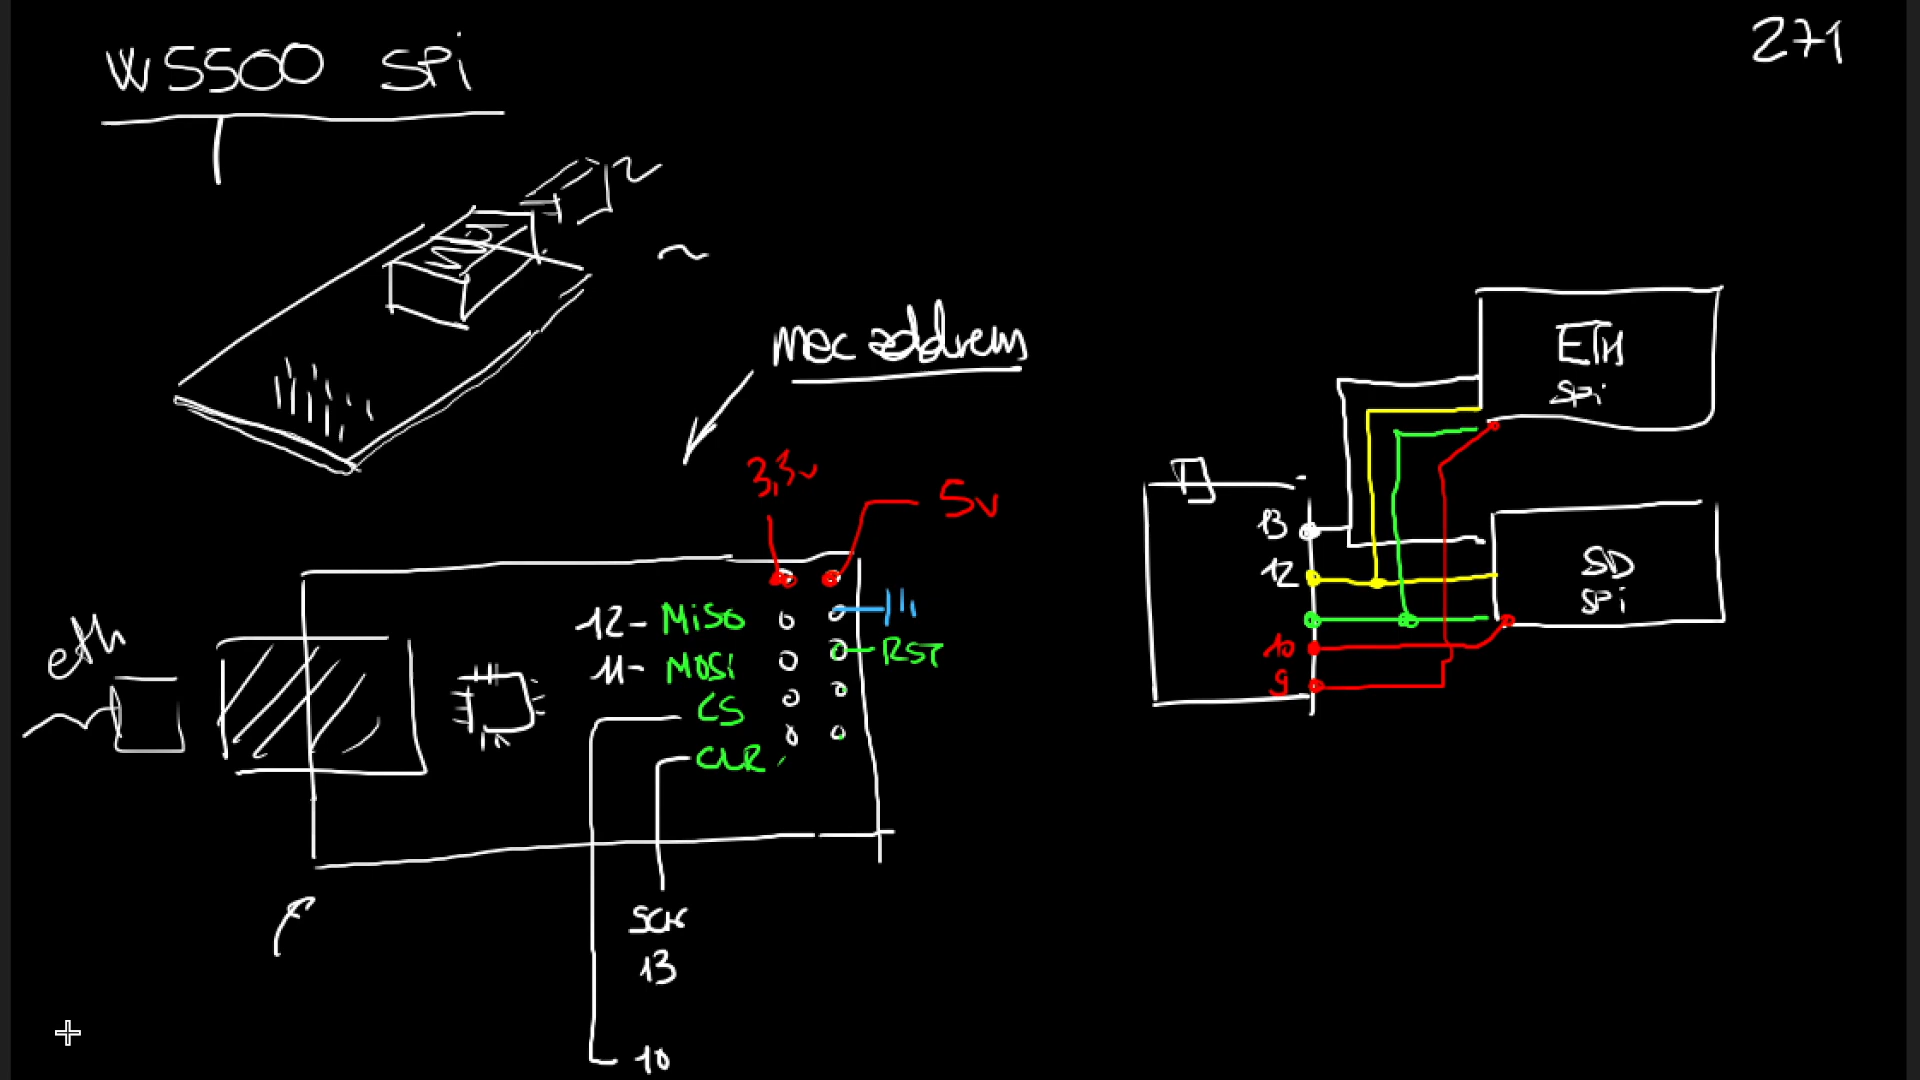 W5500 SPi
271
mac address
3,3v
5v
eth
12- MiSO
11- MOSi
CS
CLR
RST
SCK
13
10
ETH
SPi
SD
SPi
13
12
10
9